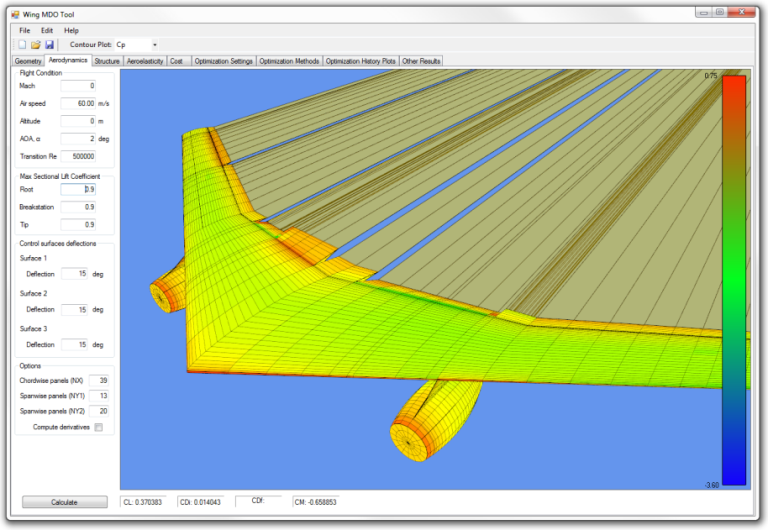 Wing MDO Tool
File Edit Help
Contour Plot: Cp
Geometry Aerodynamics Structure Aeroelasticity Cost Optimization Settings Optimization Methods Optimization History Plots Other Results
Flight Condition
Mach 0
Air speed 60.00 m/s
Altitude 0 m
AOA, α 2 deg
Transition Re 500000
Max Sectional Lift Coefficient
Root 0.9
Breakstation 0.9
Tip 0.9
Control surfaces deflections
Surface 1
Deflection 15 deg
Surface 2
Deflection 15 deg
Surface 3
Deflection 15 deg
Options
Chordwise panels (NX) 39
Spanwise panels (NY1) 13
Spanwise panels (NY2) 20
Compute derivatives
Calculate
0.75
-3.60
CL: 0.370383 CDi: 0.014043 CDf: CM: -0.658853